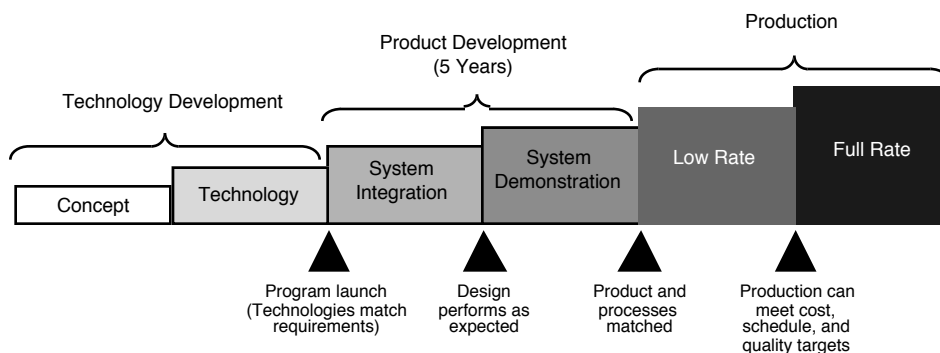 Production
Product Development
(5 Years)
Technology Development
Concept
Technology
System
Integration
System
Demonstration
Low Rate
Full Rate
Program launch
(Technologies match
requirements)
Design
performs as
expected
Product and
processes
matched
Production can
meet cost,
schedule, and
quality targets